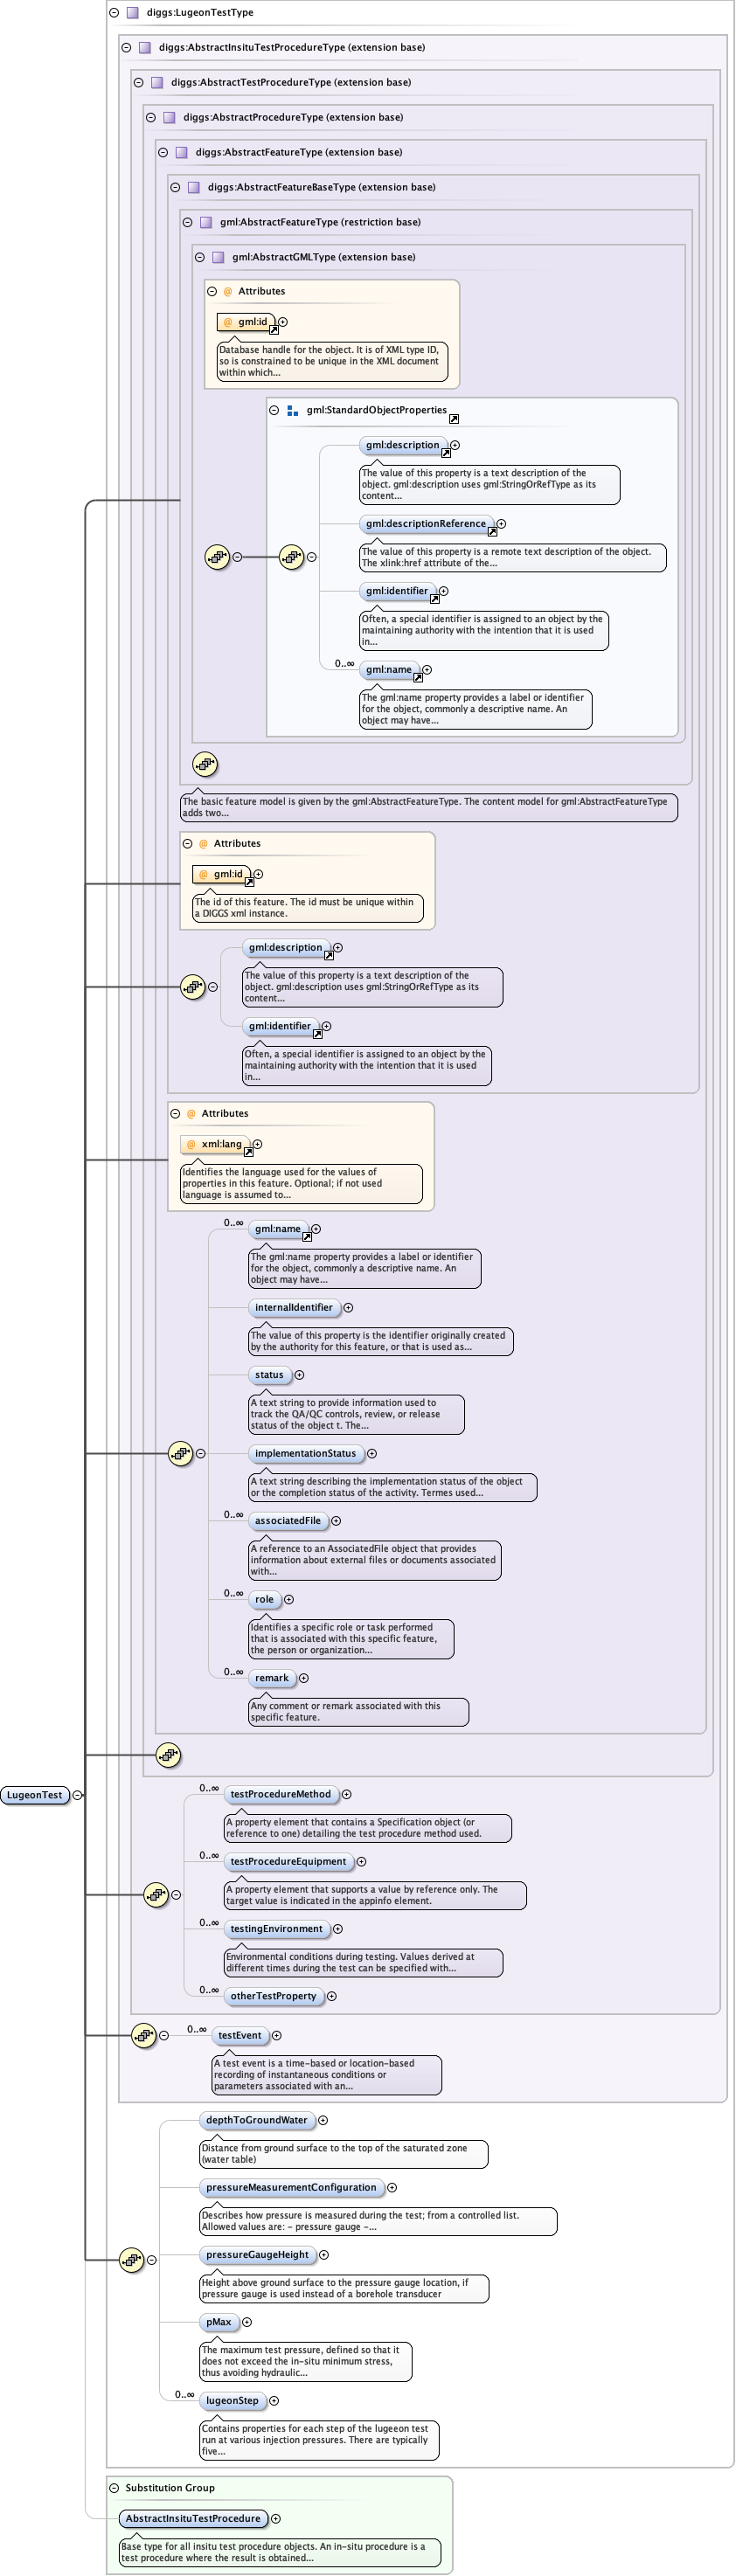 diggs:LugeonTestType
diggs:AbstractInsituTestProcedureType (extension base)
diggs:AbstractTestProcedureType (extension base)
diggs:AbstractProcedureType (extension base)
diggs:AbstractFeatureType (extension base)
diggs:AbstractFeatureBaseType (extension base)
gml:AbstractFeatureType (restriction base)
gml:AbstractGMLType (extension base)
@ Attributes
@ gml:id
Database handle for the object. It is of XML type ID,
so is constrained to be unique in the XML document
within which...
gml:StandardObjectProperties
gml:description
The value of this property is a text description of the
object. gml:description uses gml:StringOrRefType as its
content...
gml:descriptionReference
The value of this property is a remote text description of the object.
The xlink:href attribute of the...
gml:identifier
Often, a special identifier is assigned to an object by the
maintaining authority with the intention that it is used
in...
0..∞
gml:name
The gml:name property provides a label or identifier
for the object, commonly a descriptive name. An
object may have...
The basic feature model is given by the gml:AbstractFeatureType. The content model for gml:AbstractFeatureType
adds two...
@ Attributes
@ gml:id
The id of this feature. The id must be unique within
a DIGGS xml instance.
gml:description
The value of this property is a text description of the
object. gml:description uses gml:StringOrRefType as its
content...
gml:identifier
Often, a special identifier is assigned to an object by the
maintaining authority with the intention that it is used
in...
@ Attributes
@ xml:lang
Identifies the language used for the values of
properties in this feature. Optional; if not used
language is assumed to...
0..∞
gml:name
The gml:name property provides a label or identifier
for the object, commonly a descriptive name. An
object may have...
internalIdentifier
The value of this property is the identifier originally created
by the authority for this feature, or that is used as...
status
A text string to provide information used to
track the QA/QC controls, review, or release
status of the object t. The...
implementationStatus
A text string describing the implementation status of the object
or the completion status of the activity. Termes used...
0..∞
associatedFile
A reference to an AssociatedFile object that provides
information about external files or documents associated
with...
0..∞
role
Identifies a specific role or task performed
that is associated with this specific feature,
the person or organization...
0..∞
remark
Any comment or remark associated with this
specific feature.
LugeonTest
0..∞
testProcedureMethod
A property element that contains a Specification object (or
reference to one) detailing the test procedure method used.
0..∞
testProcedureEquipment
A property element that supports a value by reference only. The
target value is indicated in the appinfo element.
0..∞
testingEnvironment
Environmental conditions during testing. Values derived at
different times during the test can be specified with...
0..∞
otherTestProperty
0..∞
testEvent
A test event is a time-based or location-based
recording of instantaneous conditions or
parameters associated with an...
depthToGroundWater
Distance from ground surface to the top of the saturated zone
(water table)
pressureMeasurementConfiguration
Describes how pressure is measured during the test; from a controlled list.
Allowed values are: - pressure gauge -...
pressureGaugeHeight
Height above ground surface to the pressure gauge location, if
pressure gauge is used instead of a borehole transducer
pMax
The maximum test pressure, defined so that it
does not exceed the in-situ minimum stress,
thus avoiding hydraulic...
0..∞
lugeonStep
Contains properties for each step of the lugeeon test
run at various injection pressures. There are typically
five...
Substitution Group
AbstractInsituTestProcedure
Base type for all insitu test procedure objects. An in-situ procedure is a
test procedure where the result is obtained...